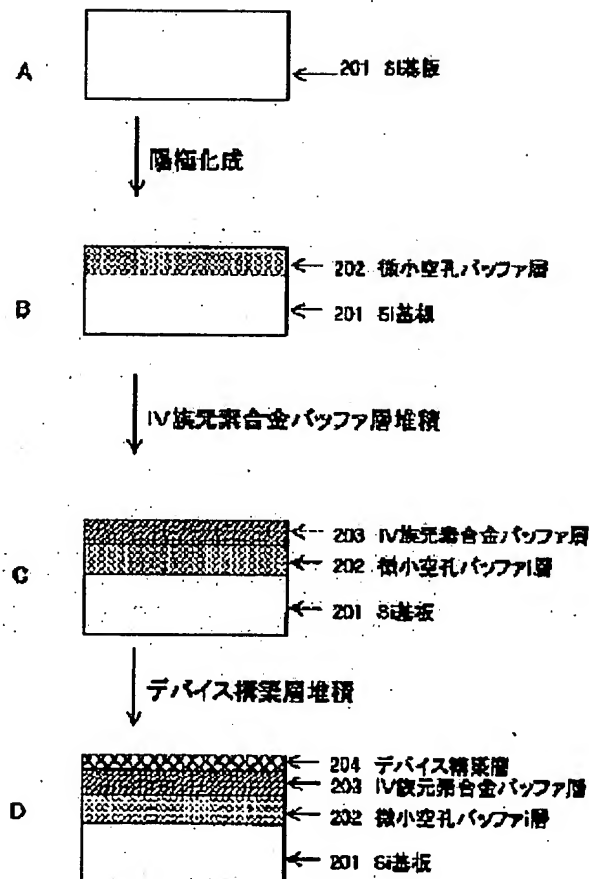 A
201 Si基板
陽極化成
202 微小空孔バッファ層
B
201 Si基板
IV族元素合金バッファ層堆積
203 IV族元素合金バッファ層
202 微小空孔バッファ層
C
201 Si基板
デバイス構築層堆積
204 デバイス構築層
203 IV族元素合金バッファ層
202 微小空孔バッファ層
D
201 Si基板